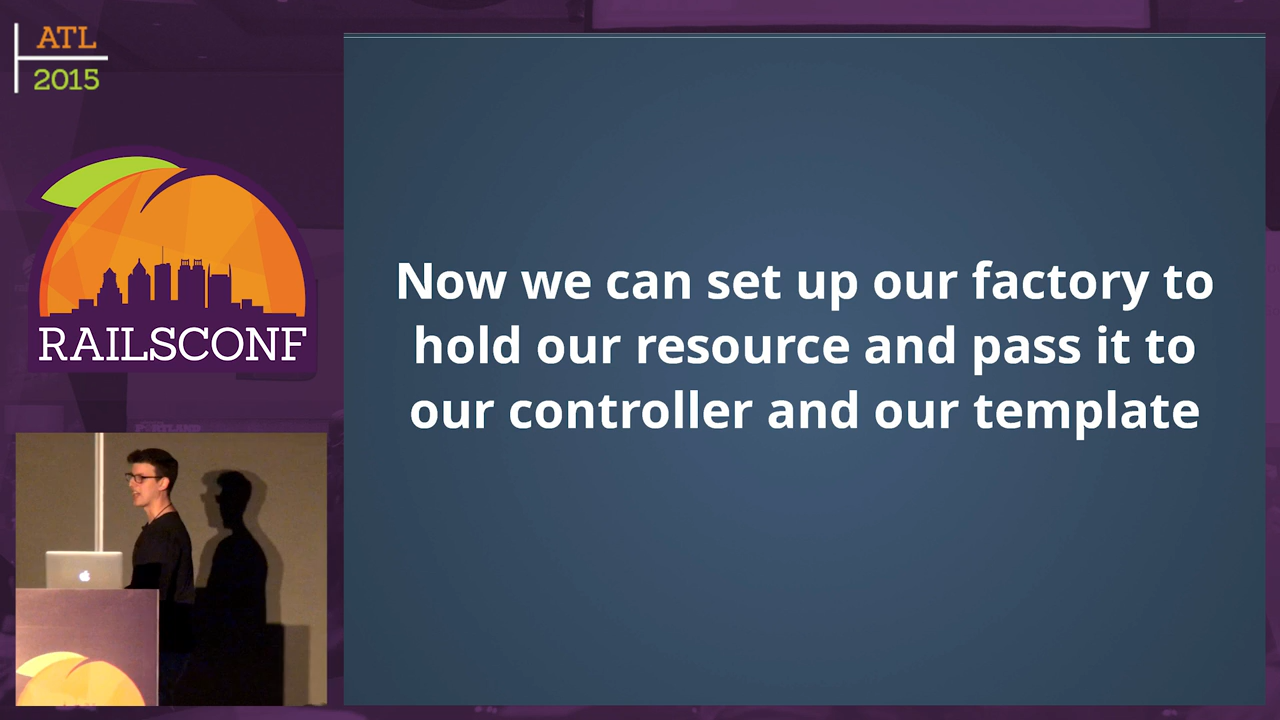 ATL
2015
RAILSCONF
Now we can set up our factory to
hold our resource and pass it to
our controller and our template
PORTLAND